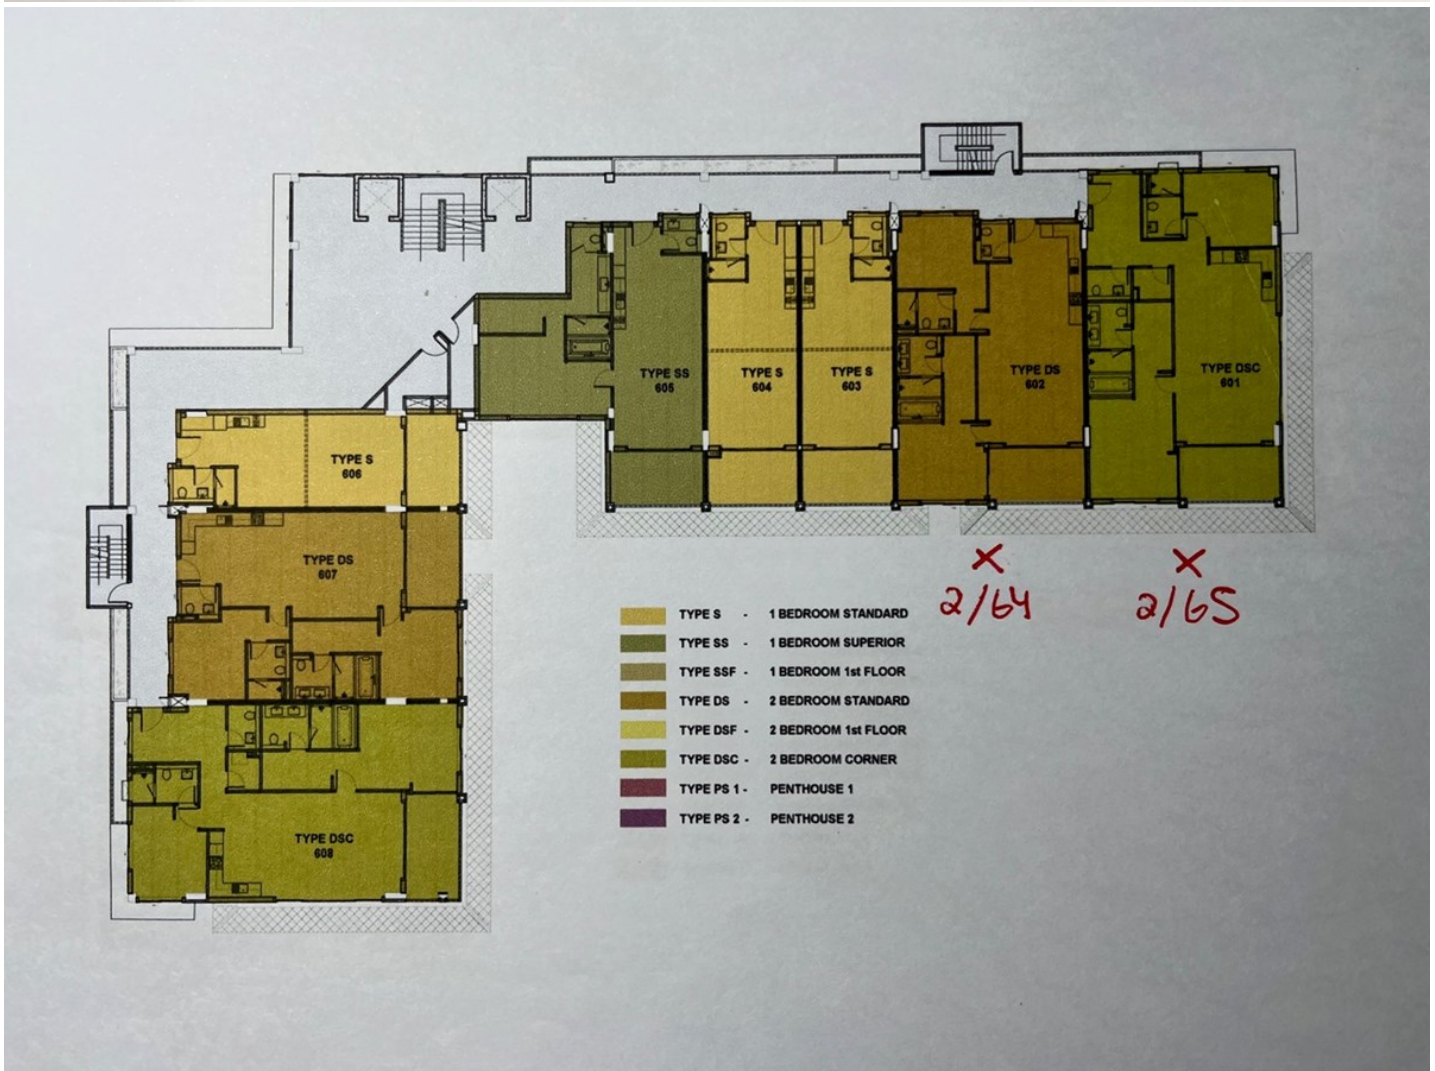 TYPE SS
605
TYPE S
604
TYPE S
603
TYPE DS
602
TYPE DSC
601
TYPE S
606
TYPE DS
607
TYPE DSC
608
X X
2/64 2/65
TYPE S - 1 BEDROOM STANDARD
TYPE SS - 1 BEDROOM SUPERIOR
TYPE SSF - 1 BEDROOM 1st FLOOR
TYPE DS - 2 BEDROOM STANDARD
TYPE DSF - 2 BEDROOM 1st FLOOR
TYPE DSC - 2 BEDROOM CORNER
TYPE PS 1 - PENTHOUSE 1
TYPE PS 2 - PENTHOUSE 2